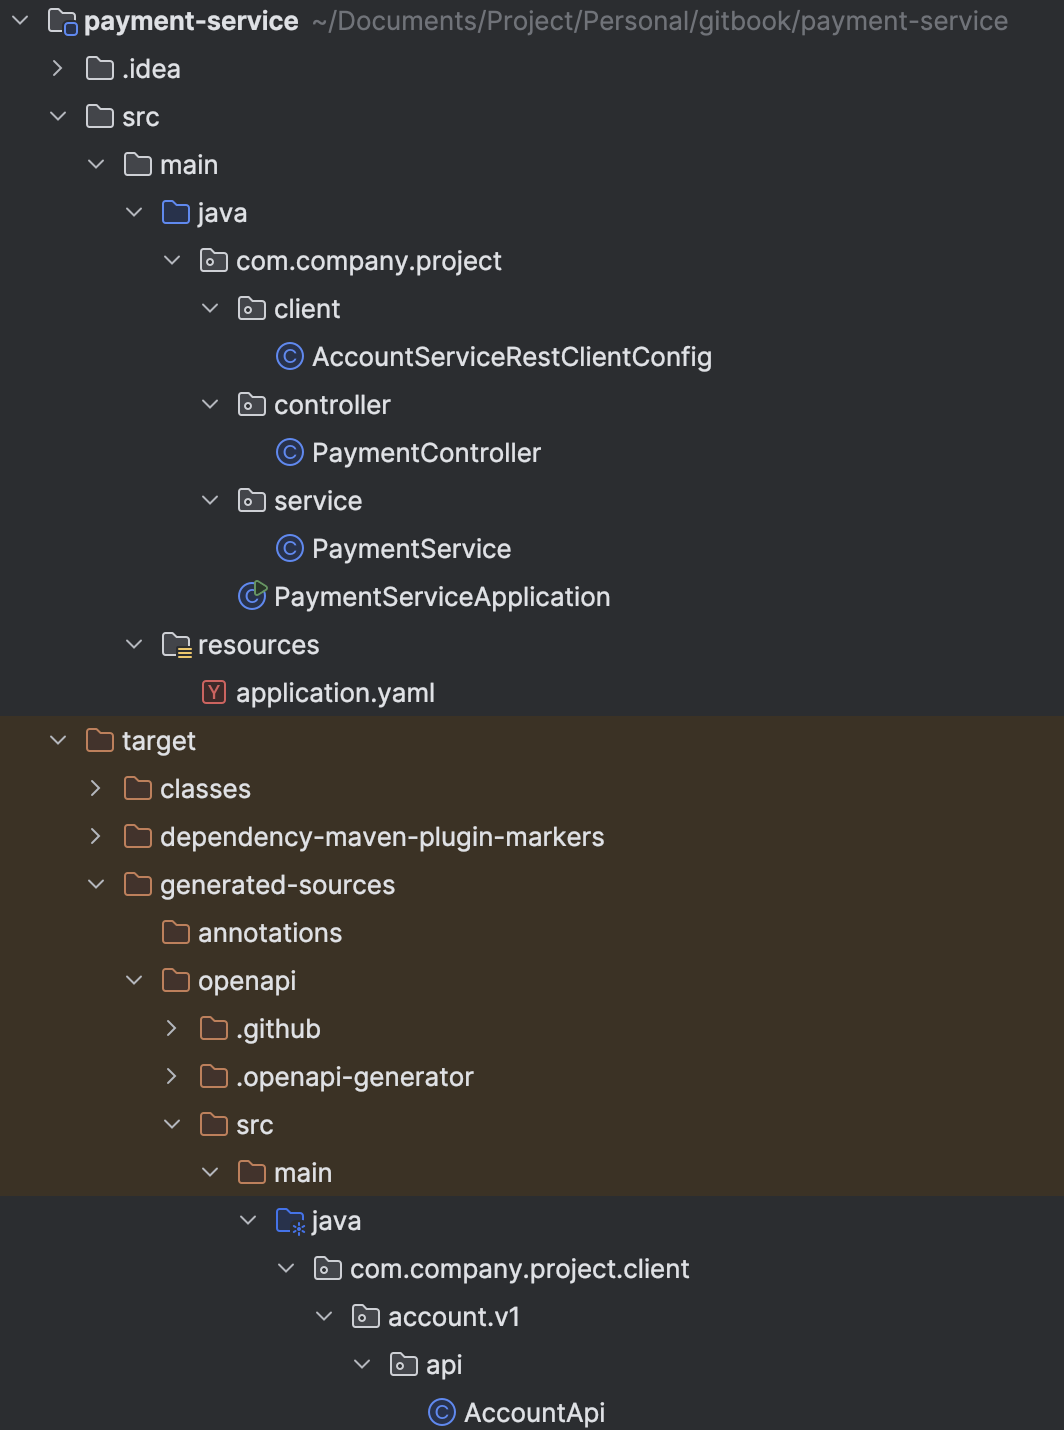 payment-service ~/Documents/Project/Personal/gitbook/payment-service
.idea
src
main
java
com.company.project
client
C AccountServiceRestClientConfig
controller
C PaymentController
service
C PaymentService
C PaymentServiceApplication
resources
Y application.yaml
target
classes
dependency-maven-plugin-markers
generated-sources
annotations
openapi
.github
.openapi-generator
src
main
java
com.company.project.client
account.v1
api
C AccountApi